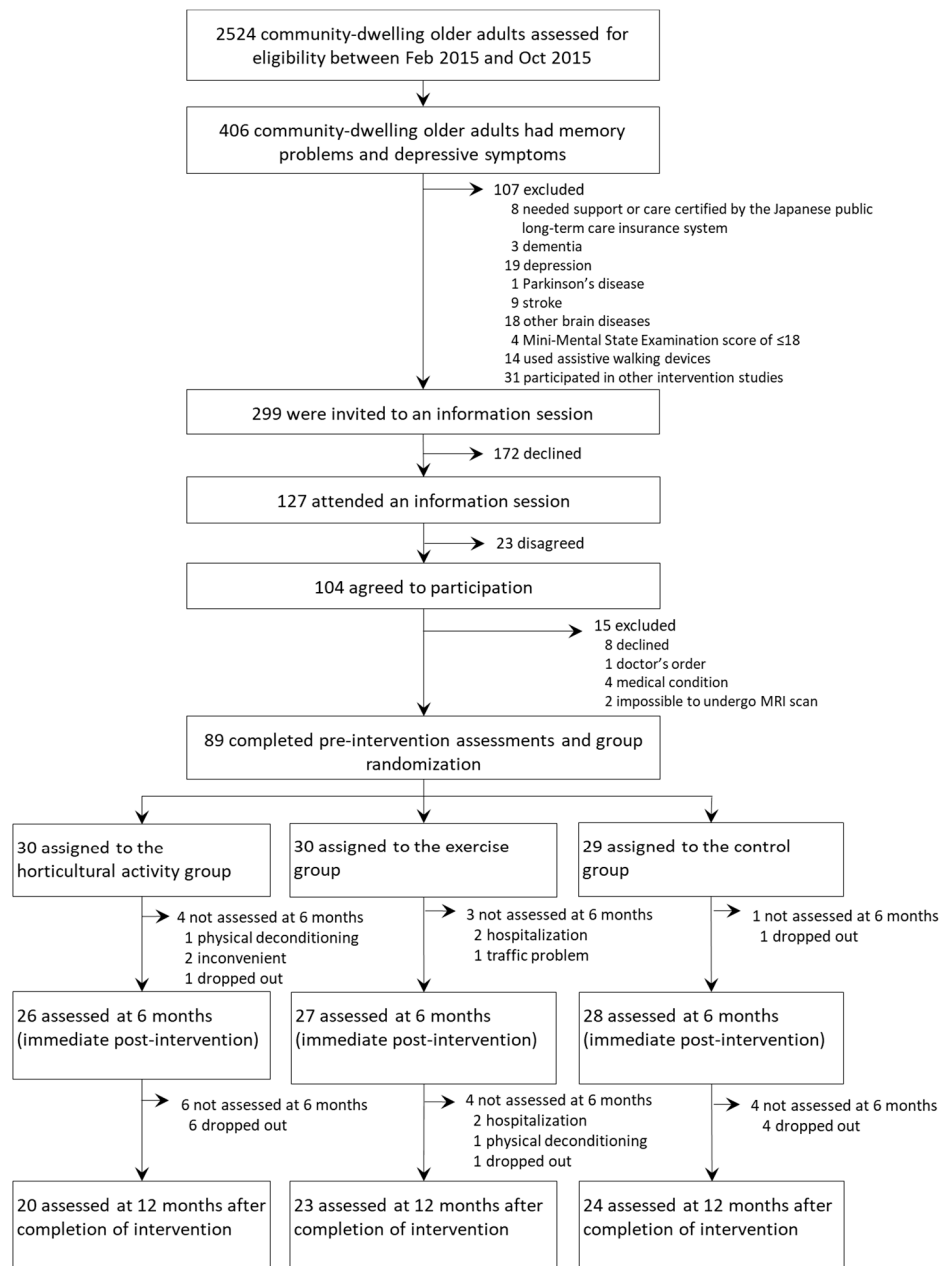 2524 community-dwelling older adults assessed for
eligibility between Feb 2015 and Oct 2015
406 community-dwelling older adults had memory
problems and depressive symptoms
107 excluded
8 needed support or care certified by the Japanese public
long-term care insurance system
3 dementia
19 depression
1 Parkinson's disease
9 stroke
18 other brain diseases
4 Mini-Mental State Examination score of ≤18
14 used assistive walking devices
31 participated in other intervention studies
299 were invited to an information session
172 declined
127 attended an information session
23 disagreed
104 agreed to participation
15 excluded
8 declined
1 doctor's order
4 medical condition
2 impossible to undergo MRI scan
89 completed pre-intervention assessments and group
randomization
30 assigned to the
horticultural activity group
30 assigned to the exercise
group
29 assigned to the control
group
4 not assessed at 6 months
1 physical deconditioning
2 inconvenient
1 dropped out
3 not assessed at 6 months
2 hospitalization
1 traffic problem
1 not assessed at 6 months
1 dropped out
26 assessed at 6 months
(immediate post-intervention)
27 assessed at 6 months
(immediate post-intervention)
28 assessed at 6 months
(immediate post-intervention)
6 not assessed at 6 months
6 dropped out
4 not assessed at 6 months
2 hospitalization
1 physical deconditioning
1 dropped out
4 not assessed at 6 months
4 dropped out
20 assessed at 12 months after
completion of intervention
23 assessed at 12 months after
completion of intervention
24 assessed at 12 months after
completion of intervention